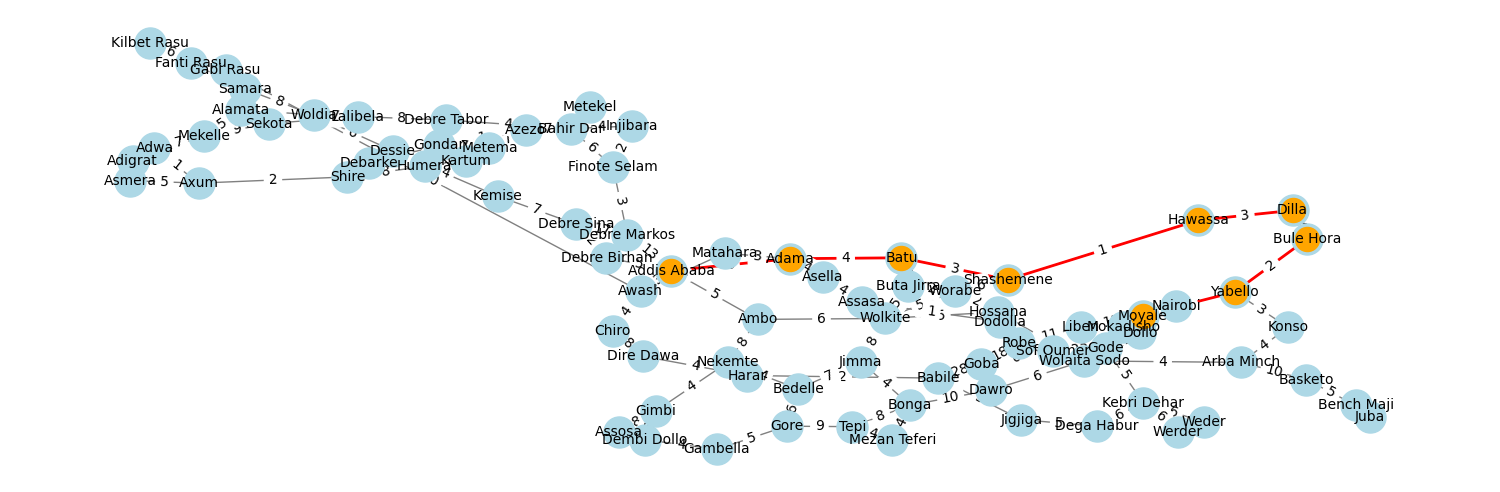 Kilbet Rasu
6
Fanti Rasu
Gabi Rasu
Samara
8
Alamata
Sekota
Woldia
Lalibela
8
Debre Tabor
4
Azezo
Bahir Dar
Metekel
Injibara
2
6
Finote Selam
3
5
9
Mekelle
7
Adwa
Adigrat
1
Asmera
5
Axum
2
Shire
Debarke
Dessie
8
Humera
Gondar
Kartum
Metema
1
4
Kemise
7
Debre Sina
Debre Markos
13
Debre Birhan
Addis Ababa
Awash
4
Chiro
8
Dire Dawa
4
Matahara
3
Adama
4
Batu
3
Shashemene
1
Hawassa
3
Dilla
Bule Hora
2
Yabello
3
Konso
4
Arba Minch
4
10
Basketo
5
Bench Maji
Juba
Asella
4
Assasa
Buta Jirra
Worabe
5
5
Wolkite
Hossana
Dodolla
Ambo
5
6
8
8
Nekemte
Harar
4
Gimbi
8
Assosa
Dembi Dollo
Gambella
5
Gore
9
Tepi
6
Bedelle
7
Jimma
2
4
Bonga
8
4
4
Mezan Teferi
10
Babile
28
Goba
18
Dawro
6
Robe
Sof Oumer
Wolaita Sodo
11
Liben
Mokadisho
Moyale
Nairobi
Dollo
Gode
5
Kebri Dehar
6
6
5
Werder
Weder
Dega Habur
5
Jigjiga